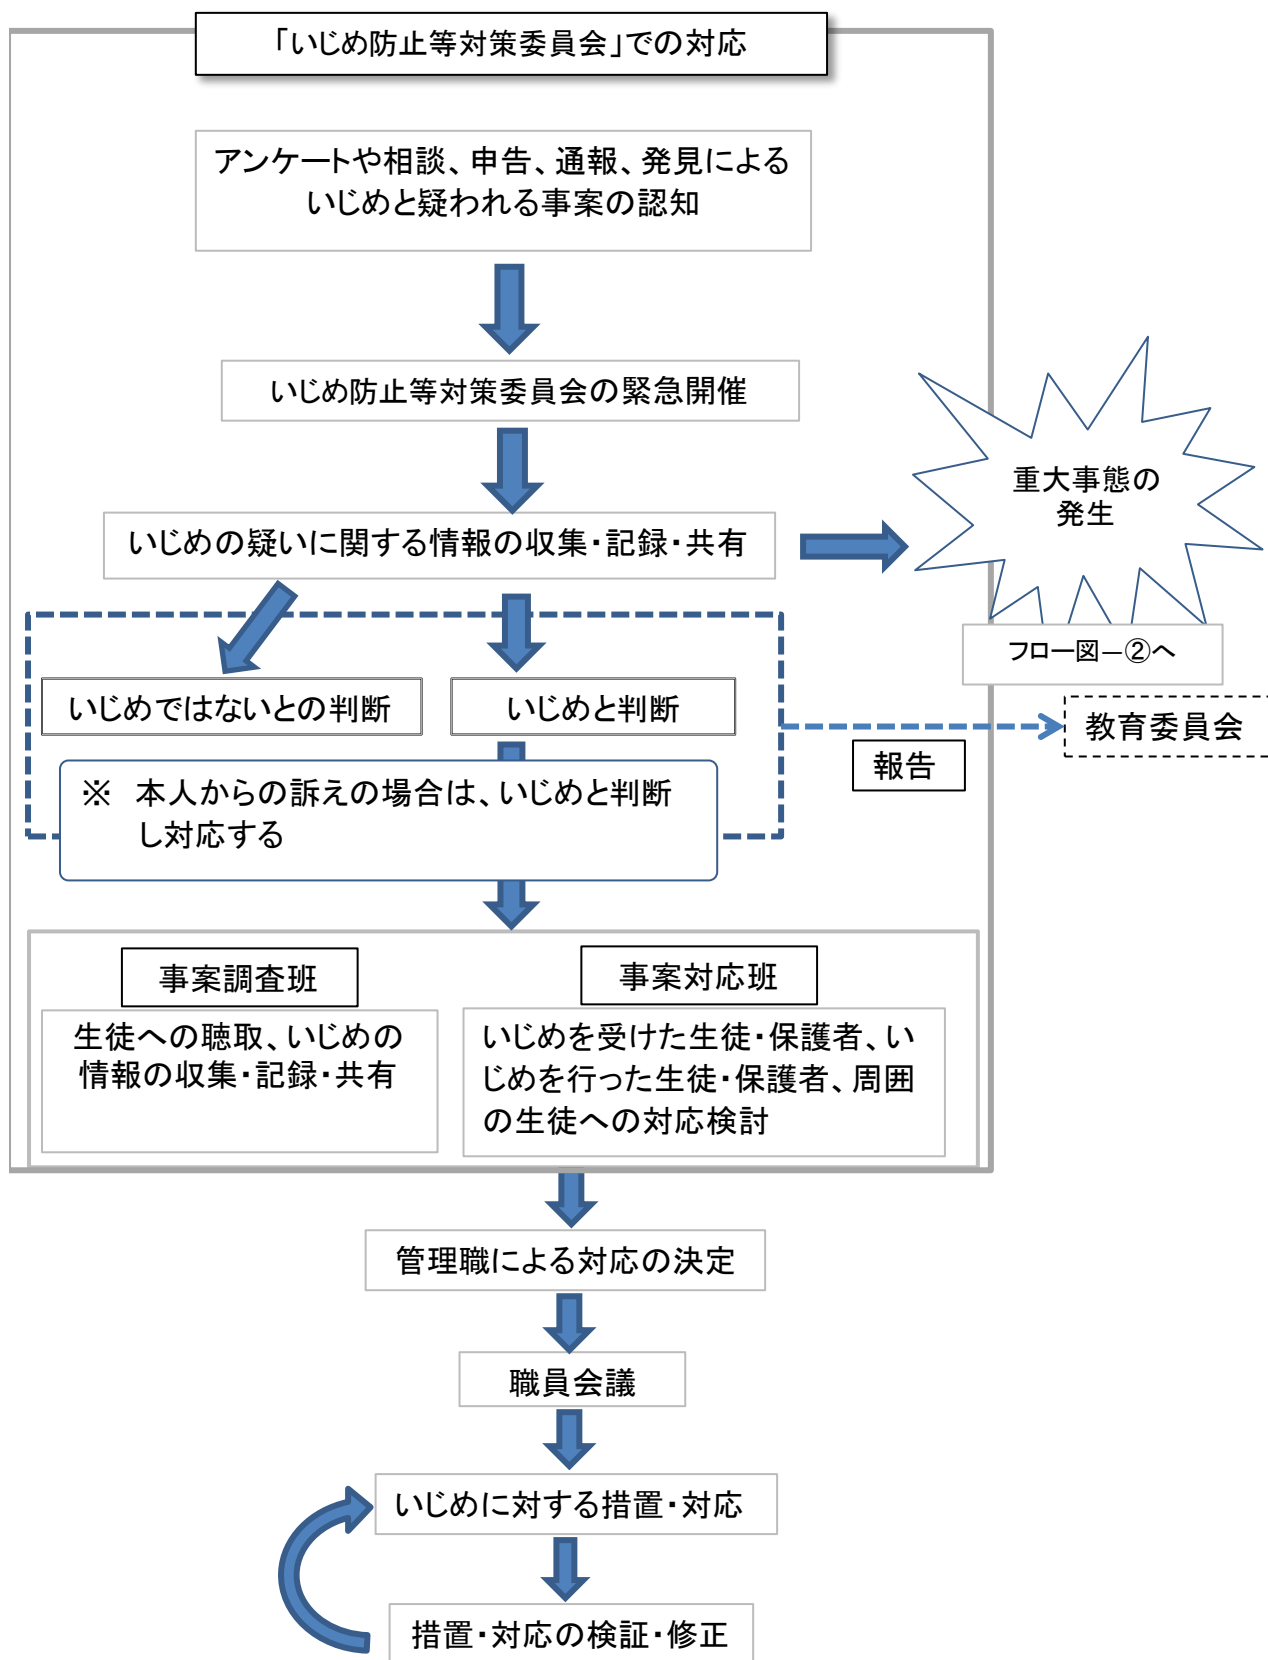 「いじめ防止等対策委員会」での対応
アンケートや相談、申告、通報、発見による
いじめと疑われる事案の認知
いじめ防止等対策委員会の緊急開催
重大事態の
発生
いじめの疑いに関する情報の収集・記録・共有
フロー図―②へ
いじめではないとの判断
いじめと判断
教育委員会
報告
※ 本人からの訴えの場合は、いじめと判断
し対応する
事案調査班
生徒への聴取、いじめの
情報の収集・記録・共有
事案対応班
いじめを受けた生徒・保護者、い
じめを行った生徒・保護者、周囲
の生徒への対応検討
管理職による対応の決定
職員会議
いじめに対する措置・対応
措置・対応の検証・修正